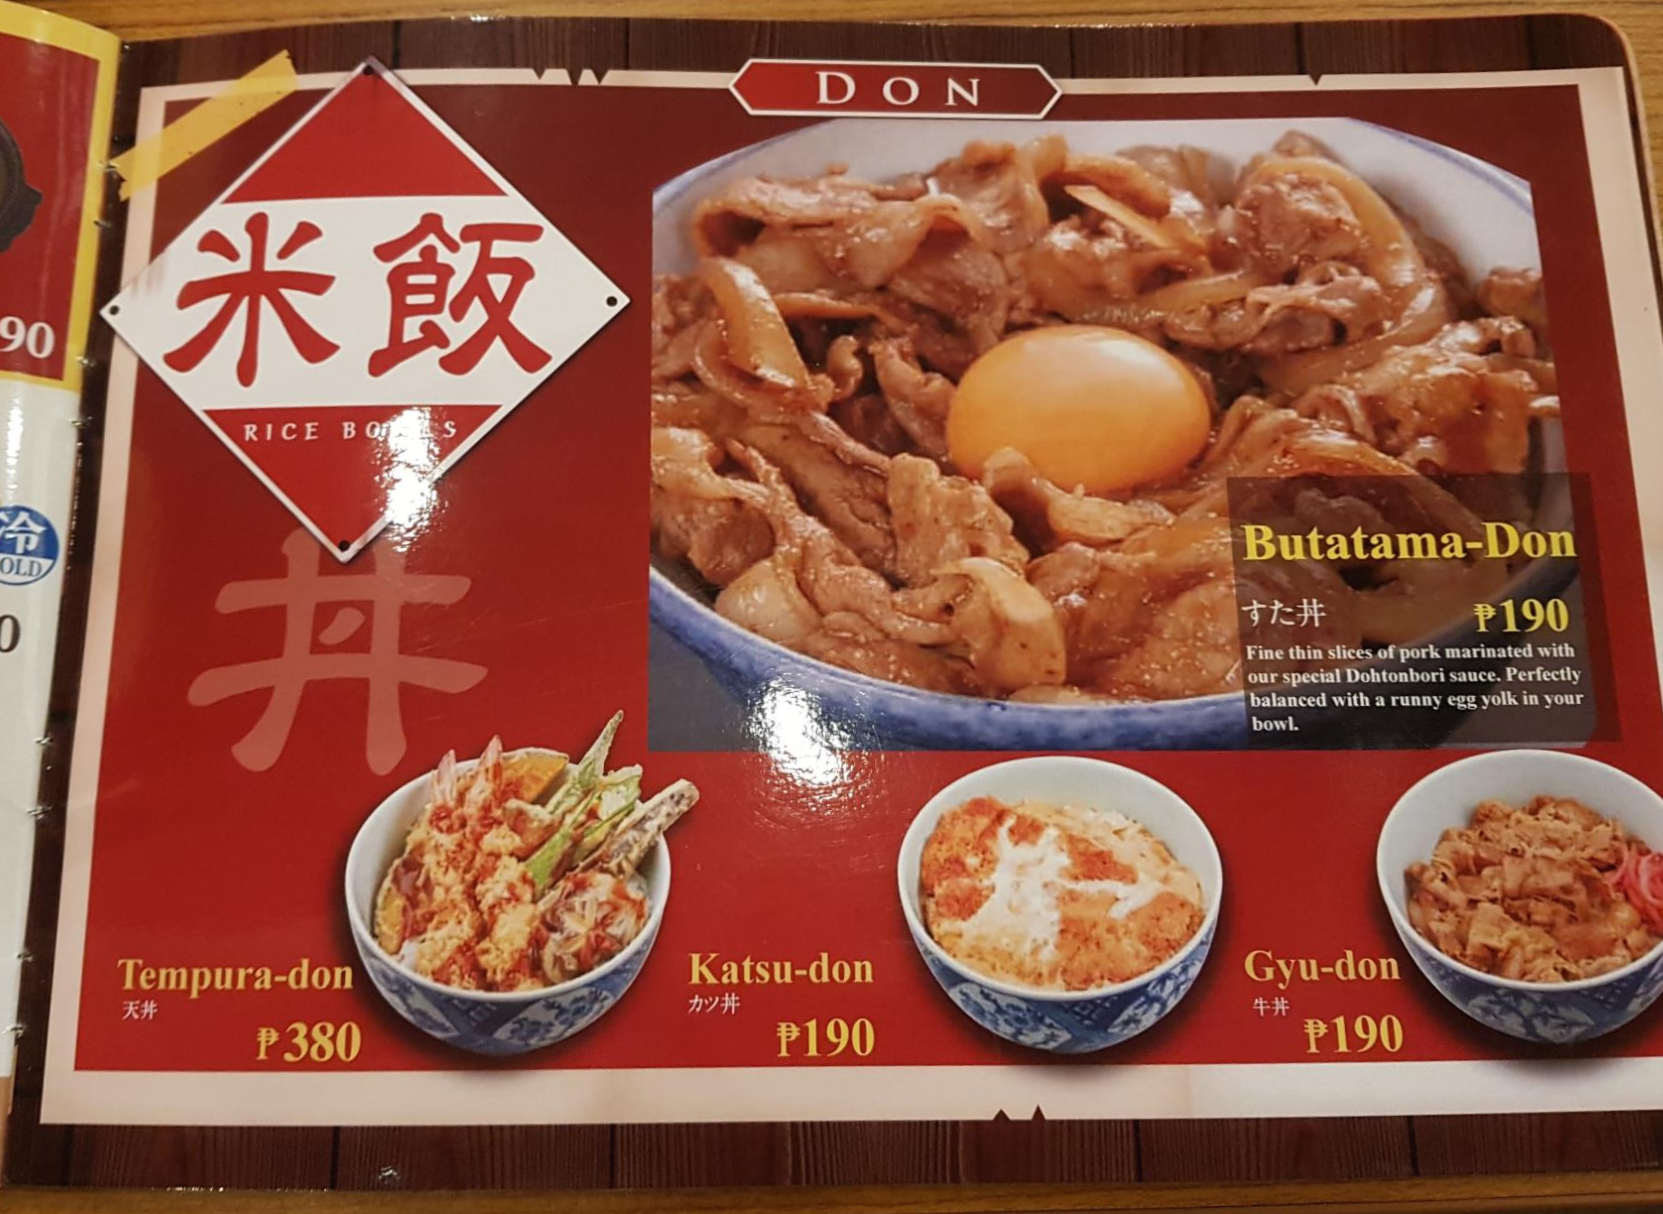 90
冷
OLD
0
DON
米飯
RICE
丼
Butatama-Don
すた丼
₱190
Fine thin slices of pork marinated with
our special Dohtonbori sauce. Perfectly
balanced with a runny egg yolk in your
bowl.
Tempura-don
天丼
₱380
Katsu-don
カツ丼
₱190
Gyu-don
牛丼
₱190